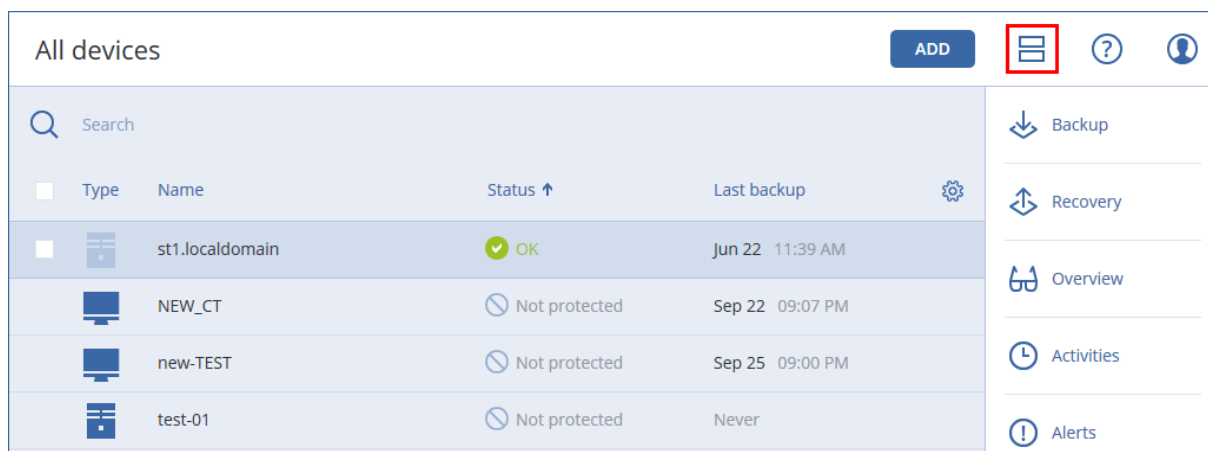 All devices ADD
Search
Type Name Status Last backup
st1.localdomain OK Jun 22 11:39 AM
NEW_CT Not protected Sep 22 09:07 PM
new-TEST Not protected Sep 25 09:00 PM
test-01 Not protected Never
Backup
Recovery
Overview
Activities
Alerts